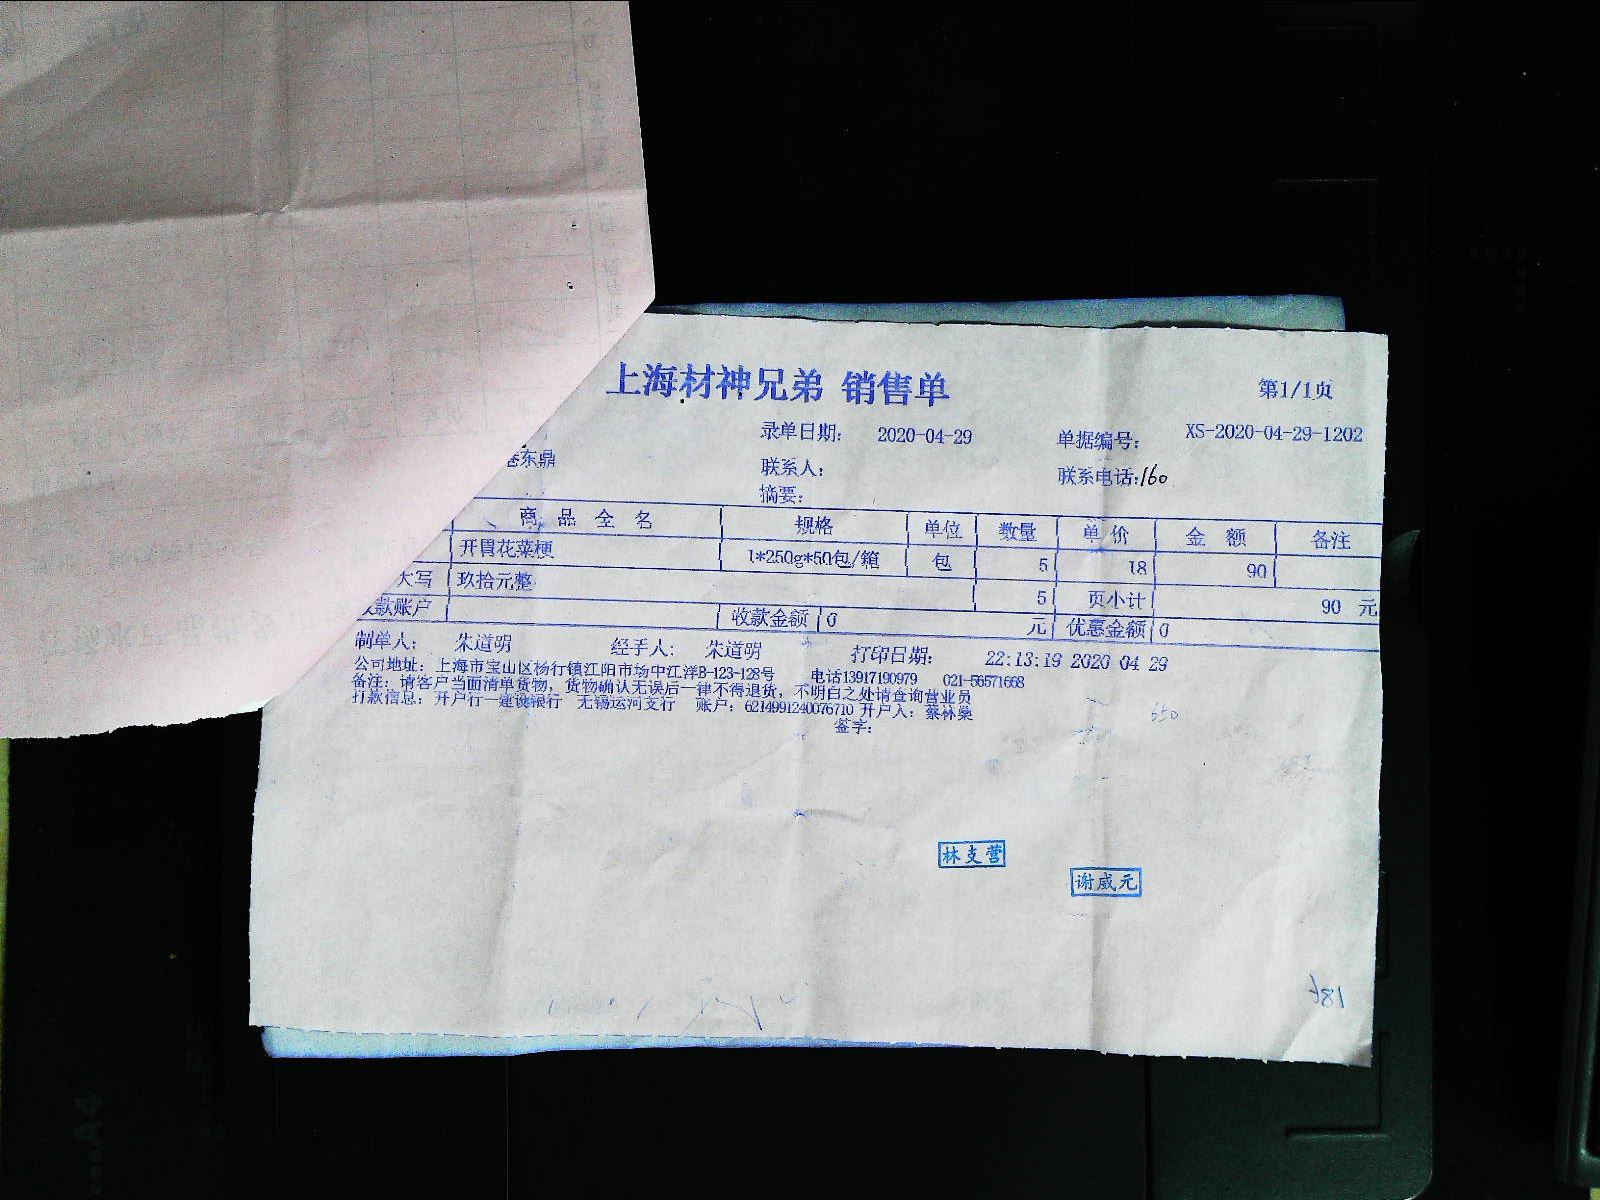 上海材神兄弟 销售单
第1/1页
录单日期: 2020-04-29 单据编号: XS-2020-04-29-1202
东鼎 联系人: 联系电话:160
摘要:
商品全名 规格 单位 数量 单价 金额 备注
开胃花菜梗 1*250g*50包/箱 包 5 18 90
大写 玖拾元整 5 页小计 90 元
款账户 收款金额 0 元 优惠金额 0
制单人: 朱道明 经手人: 朱道明 打印日期: 22:13:19 2020 04 29
公司地址: 上海市宝山区杨行镇江阳市场中江洋B-123-128号 电话13917190979 021-56571668
备注: 请客户当面清单货物, 货物确认无误后一律不得退货, 不明白之处请查询营业员
打款信息: 开户行一建设银行 无锡运河支行 账户: 6214991240076710 开户人: 蔡林燊
签字:
650
林支营
谢威元